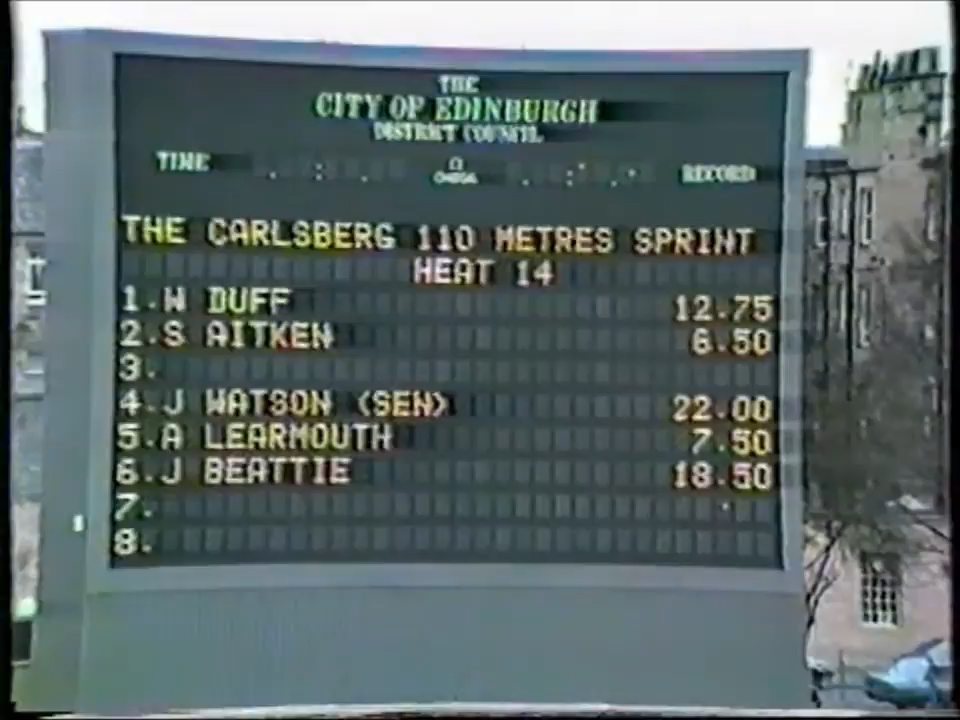 THE
CITY OF EDINBURGH
DISTRICT COUNCIL
TIME Ω OMEGA RECORD
THE CARLSBERG 110 METRES SPRINT
HEAT 14
1.W DUFF 12.75
2.S AITKEN 6.50
3.
4.J WATSON (SEN) 22.00
5.A LEARMOUTH 7.50
6.J BEATTIE 18.50
7.
8.